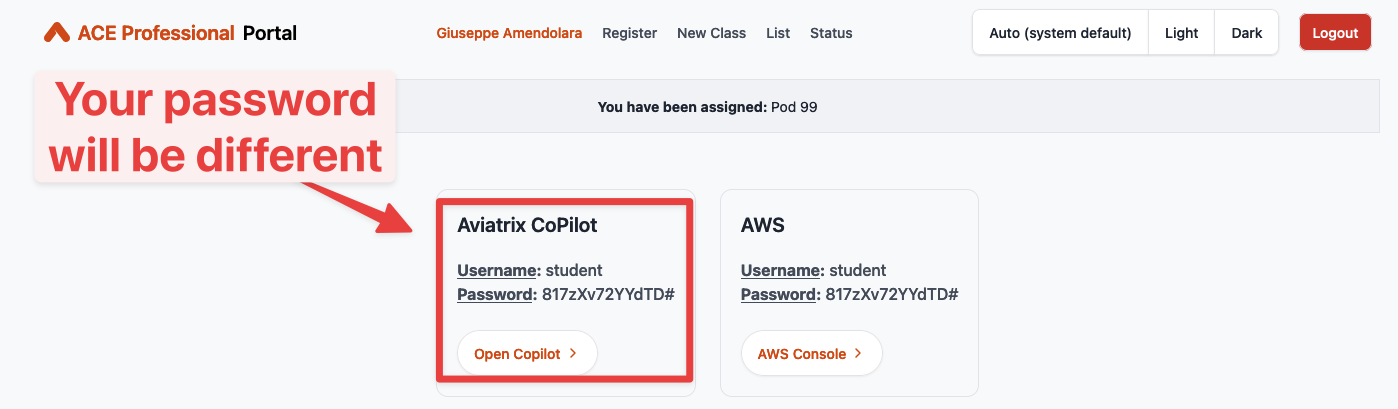 ACE Professional Portal
Giuseppe Amendolara Register New Class List Status
Auto (system default) Light Dark
Logout
Your password
will be different
You have been assigned: Pod 99
Aviatrix CoPilot
Username: student
Password: 817zXv72YYdTD#
Open Copilot
AWS
Username: student
Password: 817zXv72YYdTD#
AWS Console